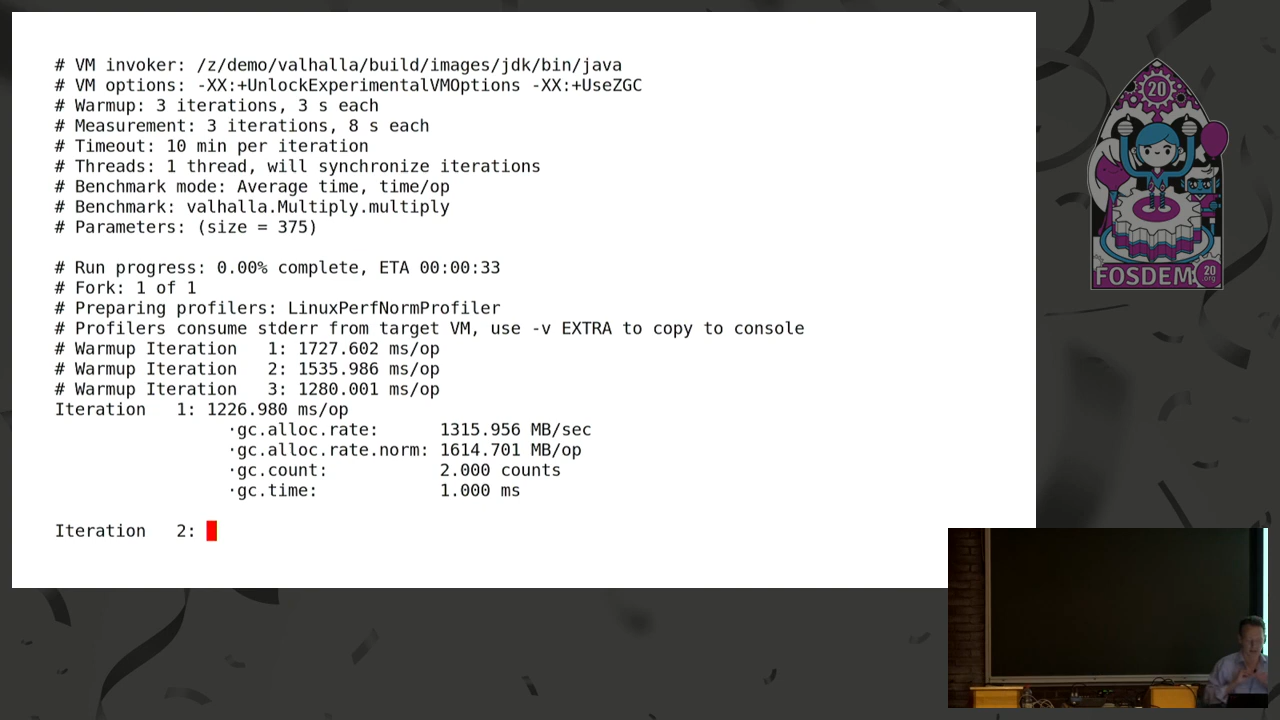 # VM invoker: /z/demo/valhalla/build/images/jdk/bin/java
# VM options: -XX:+UnlockExperimentalVMOptions -XX:+UseZGC
# Warmup: 3 iterations, 3 s each
# Measurement: 3 iterations, 8 s each
# Timeout: 10 min per iteration
# Threads: 1 thread, will synchronize iterations
# Benchmark mode: Average time, time/op
# Benchmark: valhalla.Multiply.multiply
# Parameters: (size = 375)
# Run progress: 0.00% complete, ETA 00:00:33
# Fork: 1 of 1
# Preparing profilers: LinuxPerfNormProfiler
# Profilers consume stderr from target VM, use -v EXTRA to copy to console
# Warmup Iteration 1: 1727.602 ms/op
# Warmup Iteration 2: 1535.986 ms/op
# Warmup Iteration 3: 1280.001 ms/op
Iteration 1: 1226.980 ms/op
·gc.alloc.rate: 1315.956 MB/sec
·gc.alloc.rate.norm: 1614.701 MB/op
·gc.count: 2.000 counts
·gc.time: 1.000 ms
Iteration 2:
20
FOSDEM
20
.org